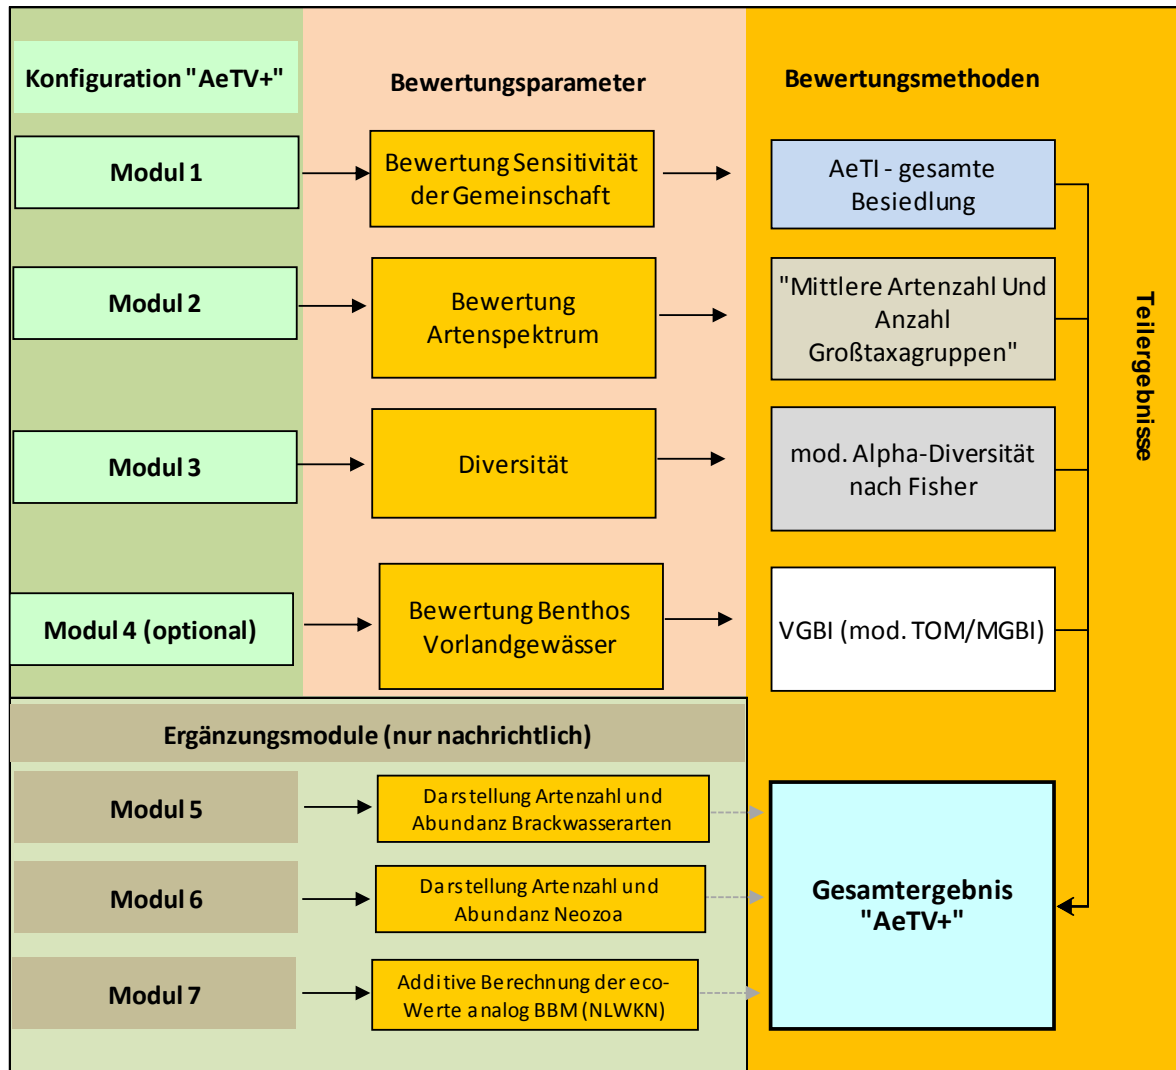 Konfiguration "AeTV+"
Bewertungsparameter
Bewertungsmethoden
Modul 1
Bewertung Sensitivität
der Gemeinschaft
AeTI - gesamte
Besiedlung
Modul 2
Bewertung
Artenspektrum
"Mittlere Artenzahl Und
Anzahl
Großtaxagruppen"
Teilergebnisse
Modul 3
Diversität
mod. Alpha-Diversität
nach Fisher
Modul 4 (optional)
Bewertung Benthos
Vorlandgewässer
VGBI (mod. TOM/MGBI)
Ergänzungsmodule (nur nachrichtlich)
Modul 5
Darstellung Artenzahl und
Abundanz Brackwasserarten
Modul 6
Darstellung Artenzahl und
Abundanz Neozoa
Modul 7
Additive Berechnung der eco-
Werte analog BBM (NLWKN)
Gesamtergebnis
"AeTV+"